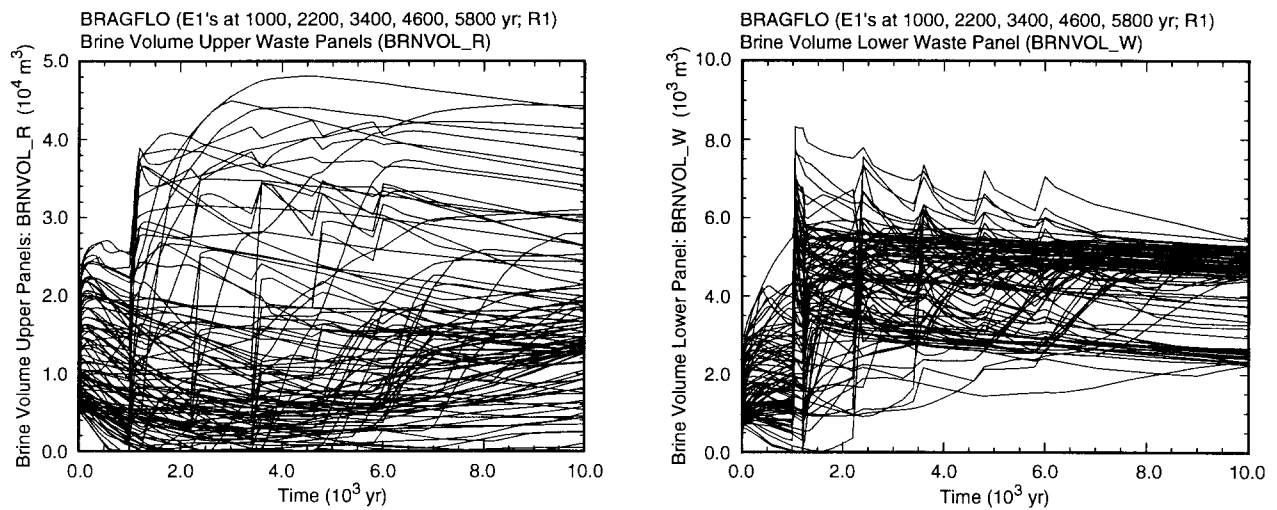 BRAGFLO (E1's at 1000, 2200, 3400, 4600, 5800 yr; R1)
Brine Volume Upper Waste Panels (BRNVOL_R)
Brine Volume Upper Panels: BRNVOL_R (10⁴ m³)
5.0
4.0
3.0
2.0
1.0
0.0
0.0 2.0 4.0 6.0 8.0 10.0
Time (10³ yr)
BRAGFLO (E1's at 1000, 2200, 3400, 4600, 5800 yr; R1)
Brine Volume Lower Waste Panel (BRNVOL_W)
Brine Volume Lower Panel: BRNVOL_W (10³ m³)
10.0
8.0
6.0
4.0
2.0
0.0
0.0 2.0 4.0 6.0 8.0 10.0
Time (10³ yr)